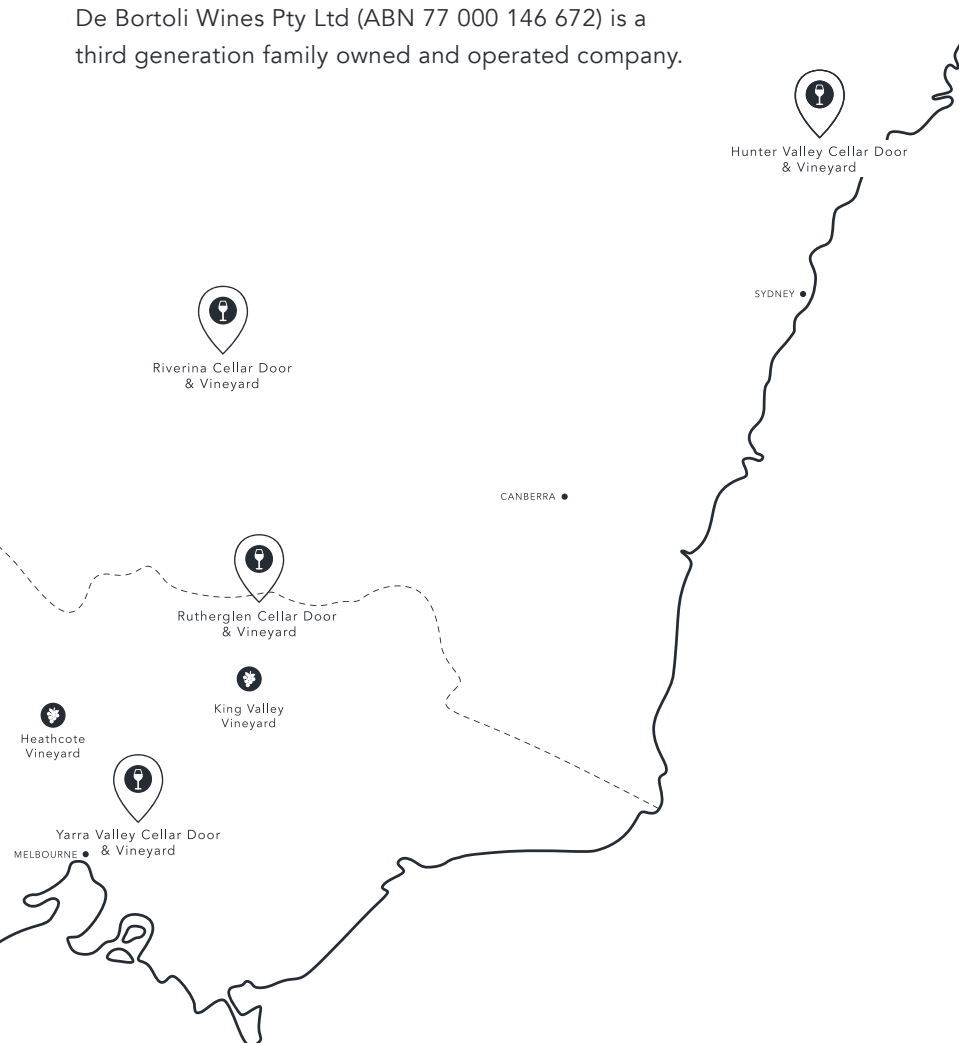 De Bortoli Wines Pty Ltd (ABN 77 000 146 672) is a
third generation family owned and operated company.
Hunter Valley Cellar Door
& Vineyard
SYDNEY
Riverina Cellar Door
& Vineyard
CANBERRA
Rutherglen Cellar Door
& Vineyard
King Valley
Vineyard
Heathcote
Vineyard
Yarra Valley Cellar Door
& Vineyard
MELBOURNE